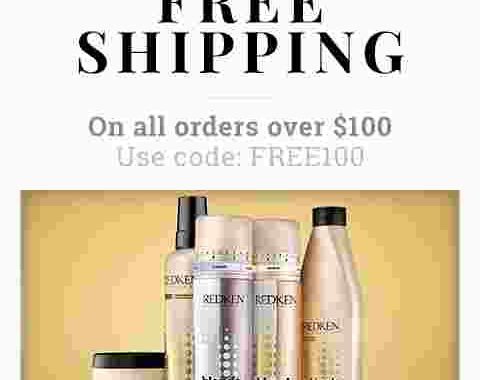 FREE
SHIPPING
On all orders over $100
Use code: FREE100
REDKEN
REDKEN
REDKEN
REDKEN